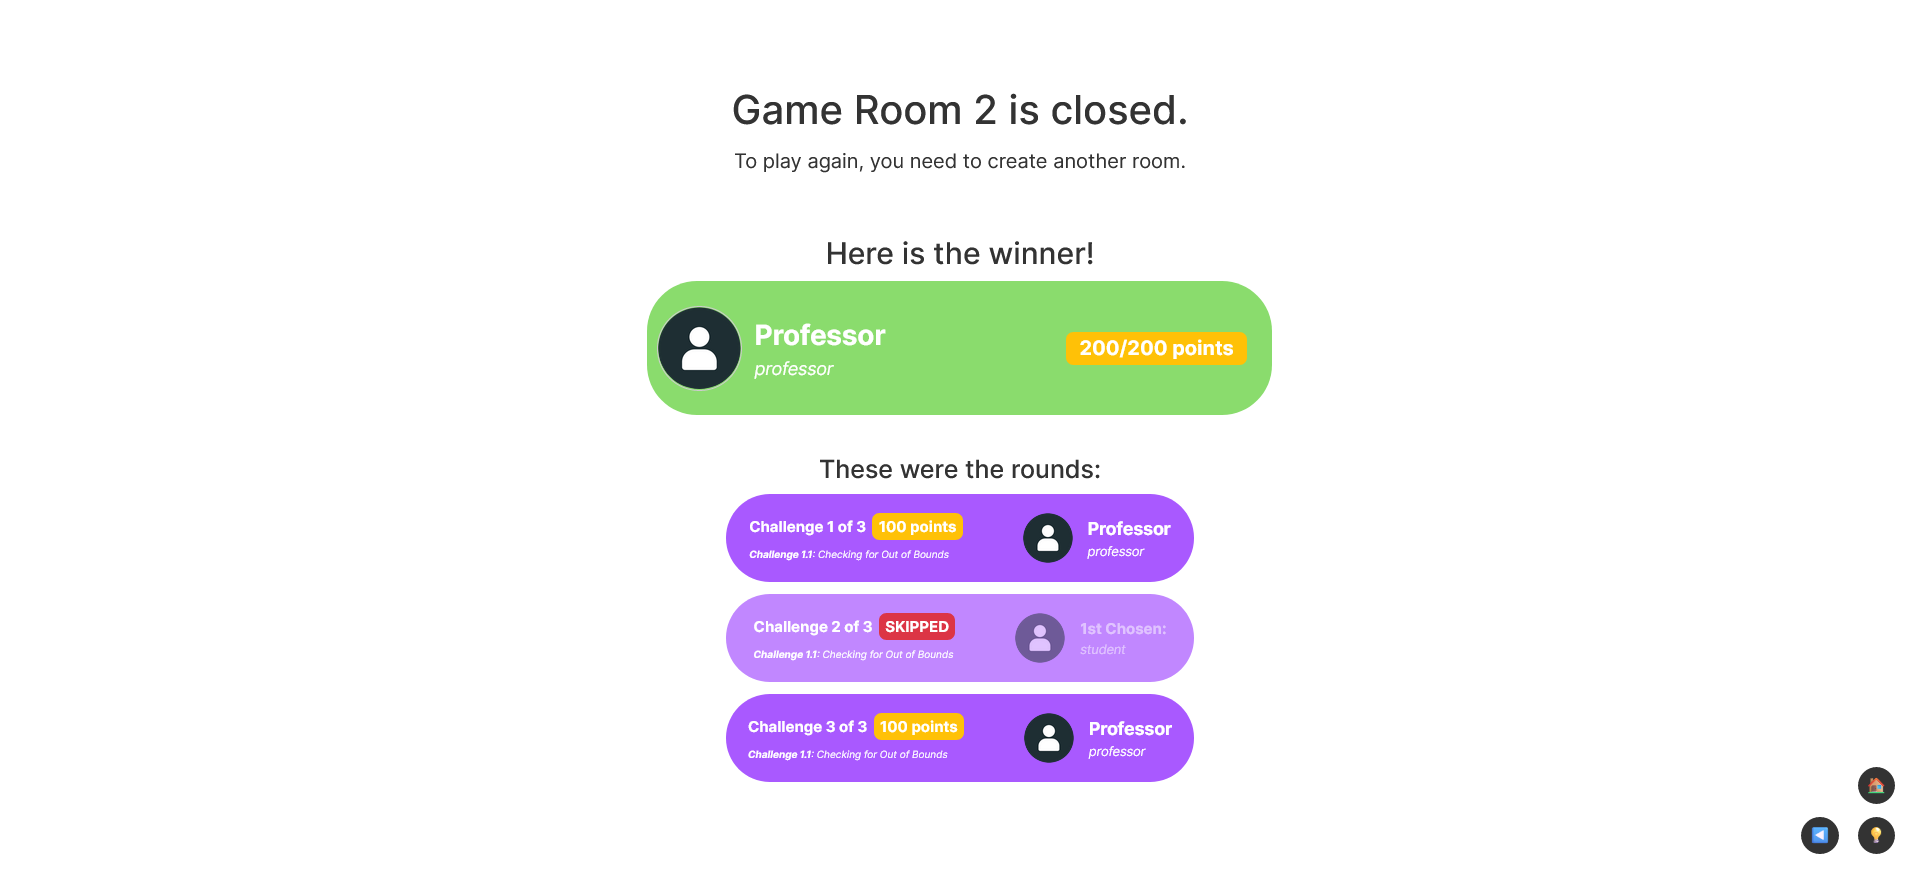 Game Room 2 is closed.
To play again, you need to create another room.
Here is the winner!
Professor
professor
200/200 points
These were the rounds:
Challenge 1 of 3 100 points
Challenge 1.1: Checking for Out of Bounds
Professor
professor
Challenge 2 of 3 SKIPPED
Challenge 1.1: Checking for Out of Bounds
1st Chosen:
student
Challenge 3 of 3 100 points
Challenge 1.1: Checking for Out of Bounds
Professor
professor